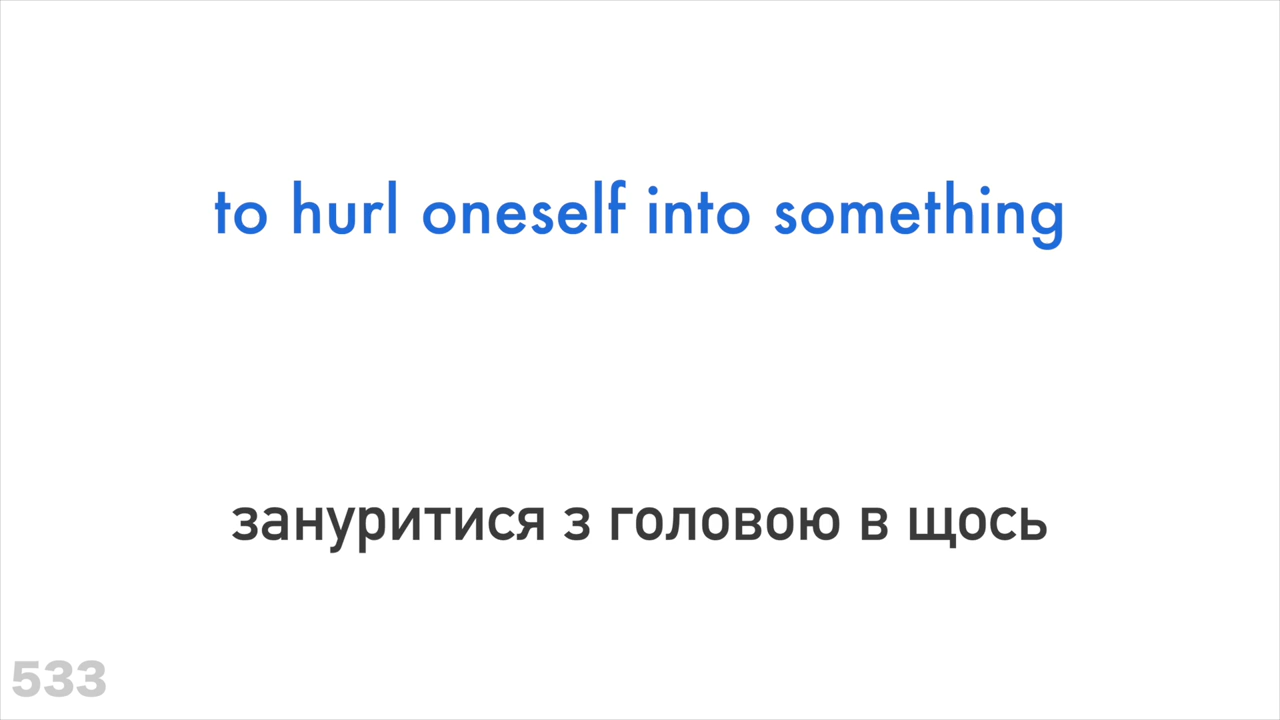 to hurl oneself into something
зануритися з головою в щось
533